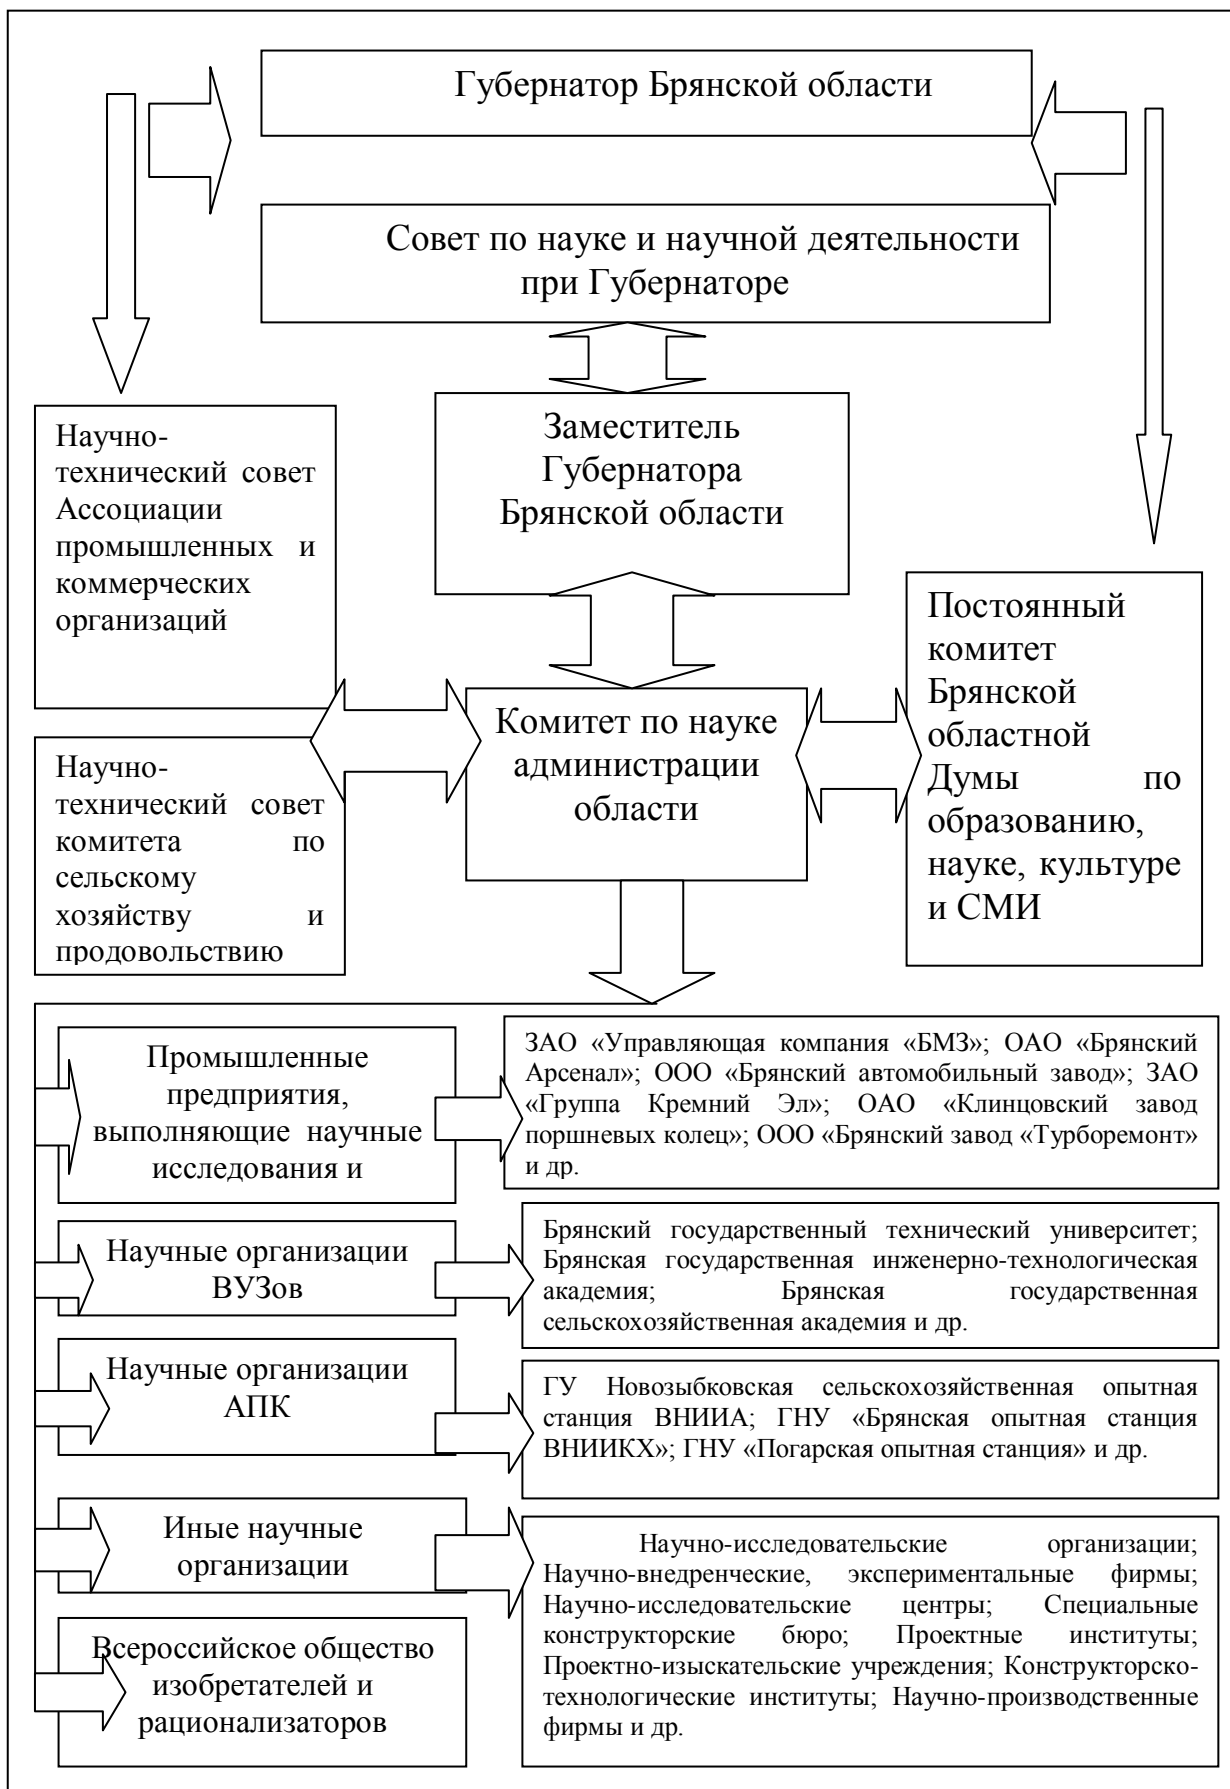 Губернатор Брянской области
Совет по науке и научной деятельности
при Губернаторе
Заместитель
Губернатора
Брянской области
Научно-
технический совет
Ассоциации
промышленных и
коммерческих
организаций
Научно-
технический совет
комитета по
сельскому
хозяйству и
продовольствию
Комитет по науке
администрации
области
Постоянный
комитет
Брянской
областной
Думы по
образованию,
науке, культуре
и СМИ
Промышленные
предприятия,
выполняющие научные
исследования и
ЗАО «Управляющая компания «БМЗ»; ОАО «Брянский
Арсенал»; ООО «Брянский автомобильный завод»; ЗАО
«Группа Кремний Эл»; ОАО «Клинцовский завод
поршневых колец»; ООО «Брянский завод «Турборемонт»
и др.
Научные организации
ВУЗов
Брянский государственный технический университет;
Брянская государственная инженерно-технологическая
академия; Брянская государственная
сельскохозяйственная академия и др.
Научные организации
АПК
ГУ Новозыбковская сельскохозяйственная опытная
станция ВНИИА; ГНУ «Брянская опытная станция
ВНИИКХ»; ГНУ «Погарская опытная станция» и др.
Иные научные
организации
Научно-исследовательские организации;
Научно-внедренческие, экспериментальные фирмы;
Научно-исследовательские центры; Специальные
конструкторские бюро; Проектные институты;
Проектно-изыскательские учреждения; Конструкторско-
технологические институты; Научно-производственные
фирмы и др.
Всероссийское общество
изобретателей и
рационализаторов